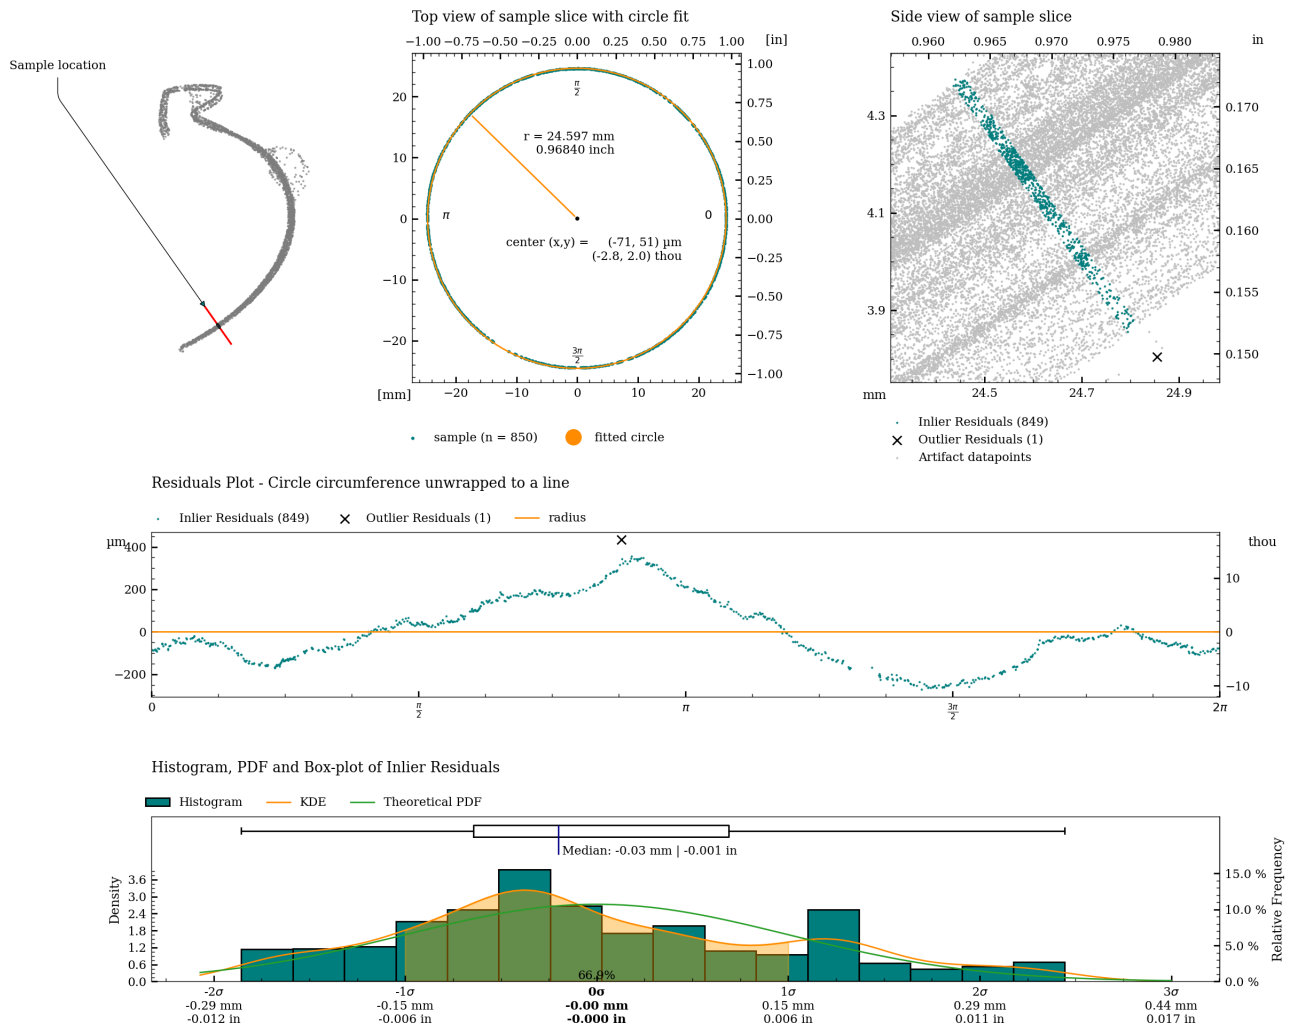 Sample location
Top view of sample slice with circle fit
−1.00 −0.75 −0.50 −0.25 0.00 0.25 0.50 0.75 1.00 [in]
20
10
0
−10
−20
1.00
0.75
0.50
0.25
0.00
−0.25
−0.50
−0.75
−1.00
π/2
r = 24.597 mm
0.96840 inch
π
0
center (x,y) = (-71, 51) µm
(-2.8, 2.0) thou
3π/2
[mm] −20 −10 0 10 20
sample (n = 850) fitted circle
Side view of sample slice
0.960 0.965 0.970 0.975 0.980 in
4.3
4.1
3.9
0.170
0.165
0.160
0.155
0.150
mm 24.5 24.7 24.9
Inlier Residuals (849)
Outlier Residuals (1)
Artifact datapoints
Residuals Plot - Circle circumference unwrapped to a line
Inlier Residuals (849) Outlier Residuals (1) radius
µm thou
400
200
0
−200
10
0
−10
0 π/2 π 3π/2 2π
Histogram, PDF and Box-plot of Inlier Residuals
Histogram KDE Theoretical PDF
Median: -0.03 mm | -0.001 in
Density
3.6
3.0
2.4
1.8
1.2
0.6
0.0
Relative Frequency
15.0 %
10.0 %
5.0 %
0.0 %
66.9%
-2σ -1σ 0σ 1σ 2σ 3σ
-0.29 mm -0.15 mm -0.00 mm 0.15 mm 0.29 mm 0.44 mm
-0.012 in -0.006 in -0.000 in 0.006 in 0.011 in 0.017 in